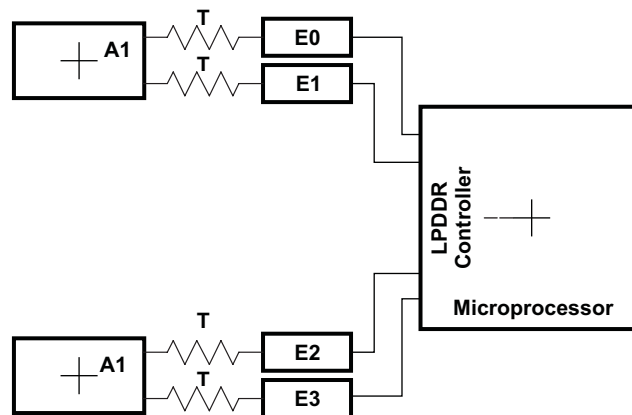 T
A1
E0
T
E1
LPDDR
Controller
Microprocessor
T
A1
E2
T
E3